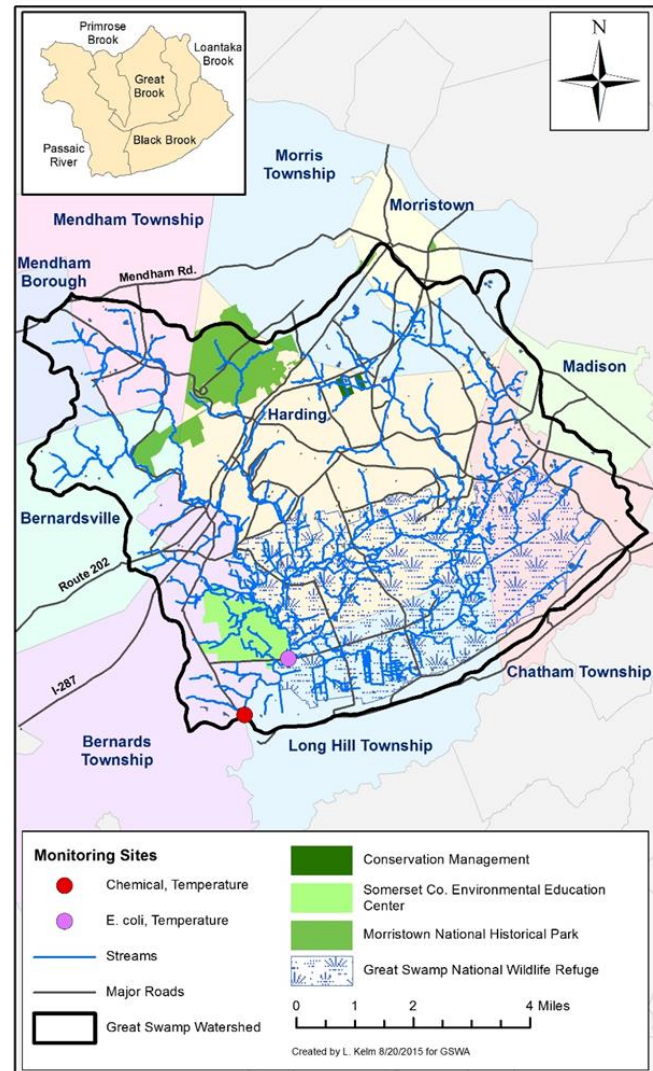 Primrose
Brook
Loantaka
Brook
Great
Brook
Black Brook
Passaic
River
N
Morris
Township
Morristown
Mendham Township
Mendham
Borough
Mendham Rd.
Madison
Harding
Bernardsville
Route 202
I-287
Chatham Township
Bernards
Township
Long Hill Township
Monitoring Sites
Chemical, Temperature
E. coli, Temperature
Streams
Major Roads
Great Swamp Watershed
Conservation Management
Somerset Co. Environmental Education
Center
Morristown National Historical Park
Great Swamp National Wildlife Refuge
0 1 2 4 Miles
Created by L. Kelm 8/20/2015 for GSWA